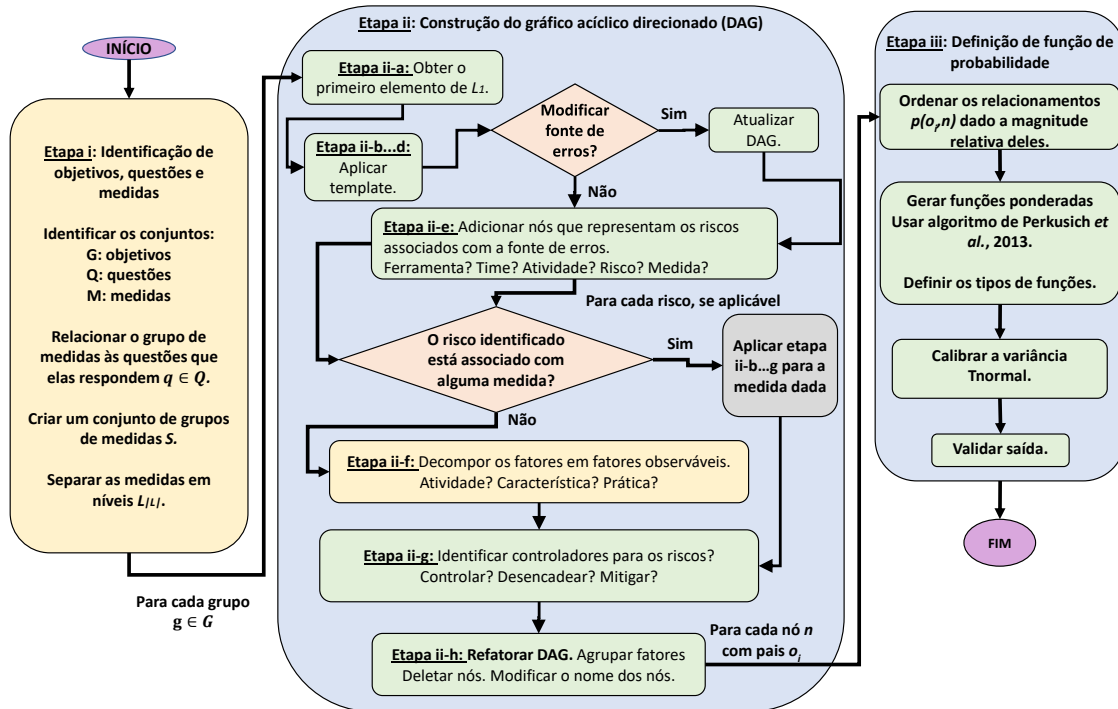 INÍCIO
Etapa i: Identificação de
objetivos, questões e
medidas
Identificar os conjuntos:
G: objetivos
Q: questões
M: medidas
Relacionar o grupo de
medidas às questões que
elas respondem q ∈ Q.
Criar um conjunto de grupos
de medidas S.
Separar as medidas em
níveis L|L|.
Para cada grupo
g ∈ G
Etapa ii: Construção do gráfico acíclico direcionado (DAG)
Etapa ii-a: Obter o
primeiro elemento de L1.
Etapa ii-b...d:
Aplicar
template.
Modificar
fonte de
erros?
Sim
Atualizar
DAG.
Não
Etapa ii-e: Adicionar nós que representam os riscos
associados com a fonte de erros.
Ferramenta? Time? Atividade? Risco? Medida?
Para cada risco, se aplicável
O risco identificado
está associado com
alguma medida?
Sim
Aplicar etapa
ii-b...g para a
medida dada
Não
Etapa ii-f: Decompor os fatores em fatores observáveis.
Atividade? Característica? Prática?
Etapa ii-g: Identificar controladores para os riscos?
Controlar? Desencadear? Mitigar?
Etapa ii-h: Refatorar DAG. Agrupar fatores
Deletar nós. Modificar o nome dos nós.
Para cada nó n
com pais oi
Etapa iii: Definição de função de
probabilidade
Ordenar os relacionamentos
p(oi,n) dado a magnitude
relativa deles.
Gerar funções ponderadas
Usar algoritmo de Perkusich et
al., 2013.
Definir os tipos de funções.
Calibrar a variância
Tnormal.
Validar saída.
FIM